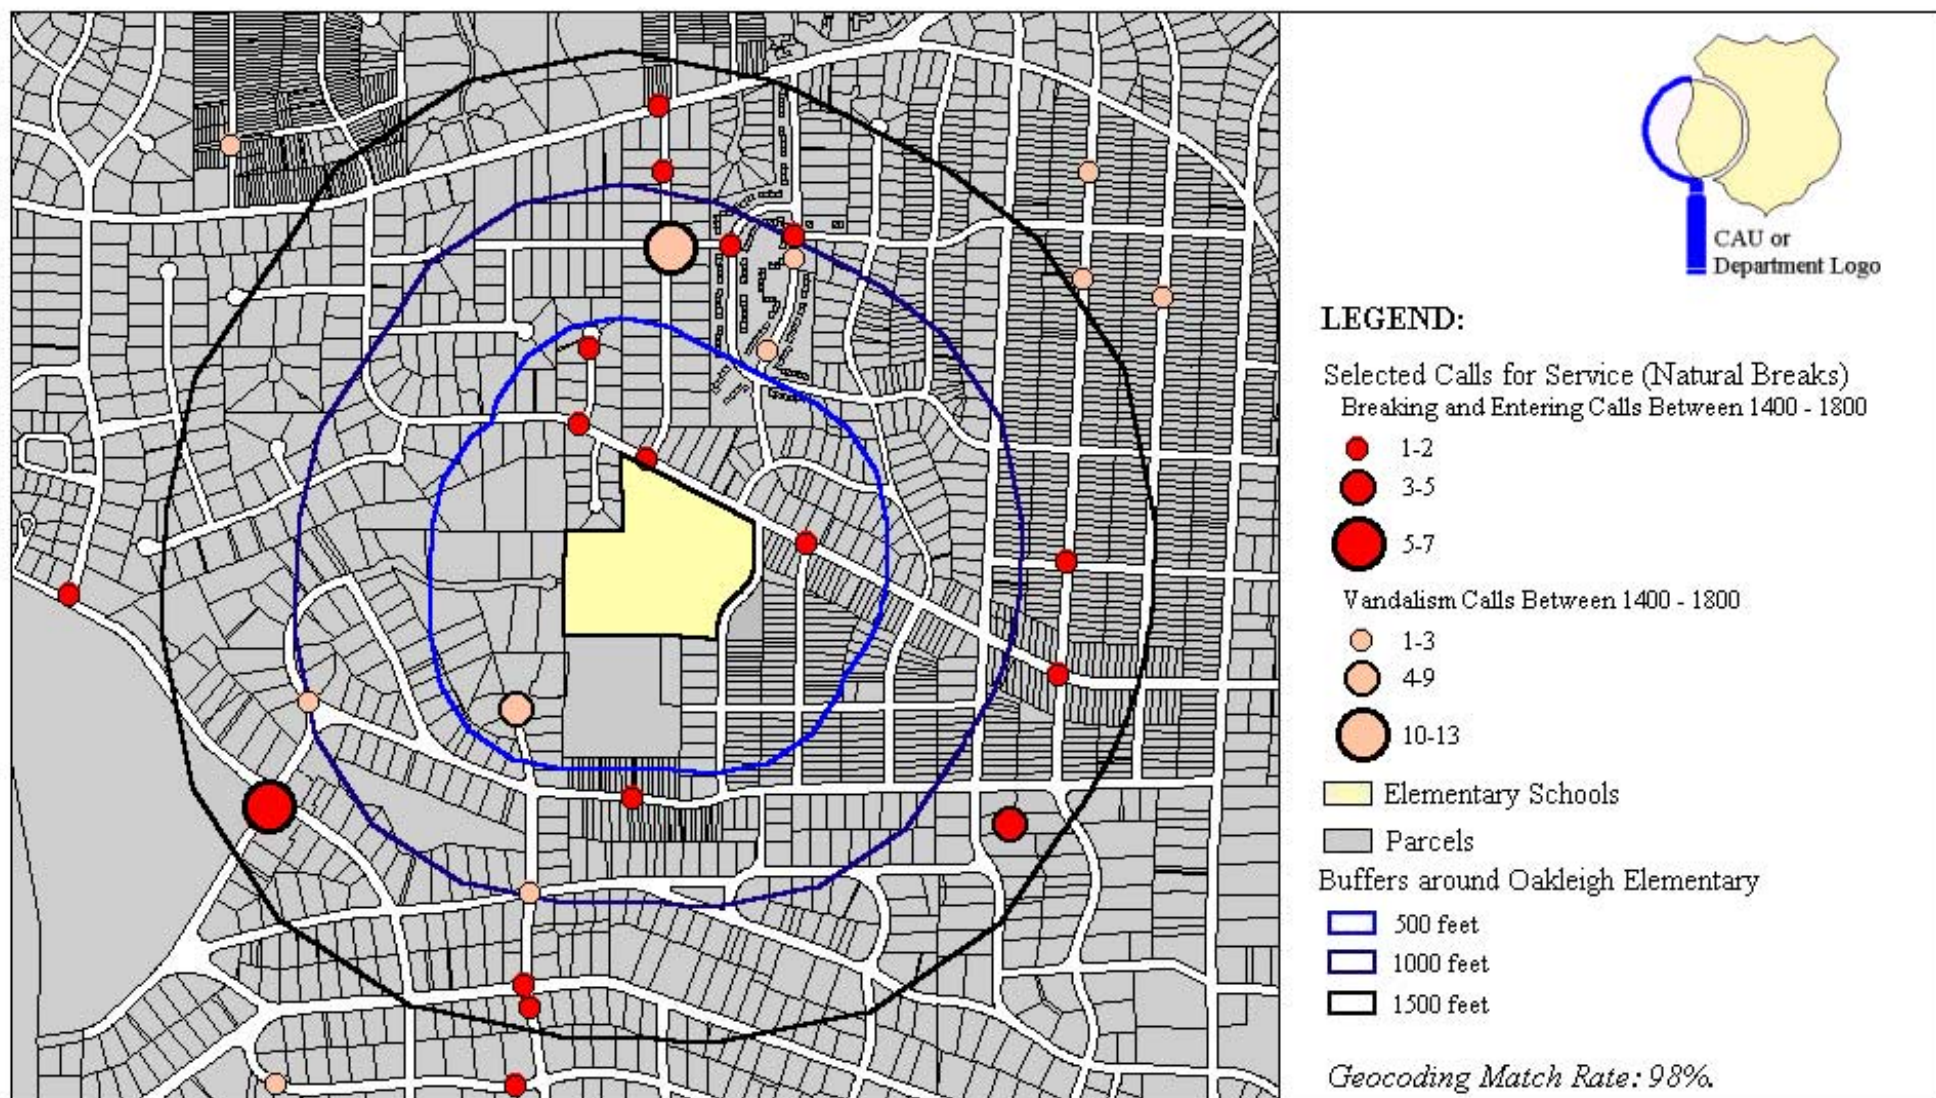 CAU or
Department Logo
LEGEND:
Selected Calls for Service (Natural Breaks)
Breaking and Entering Calls Between 1400 - 1800
1-2
3-5
5-7
Vandalism Calls Between 1400 - 1800
1-3
4-9
10-13
Elementary Schools
Parcels
Buffers around Oakleigh Elementary
500 feet
1000 feet
1500 feet
Geocoding Match Rate: 98%.